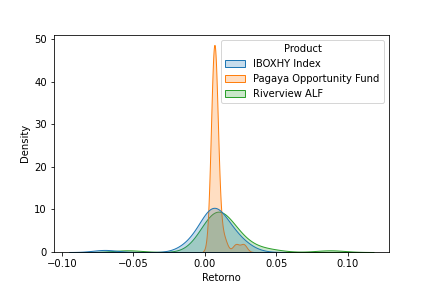 50
40
30
20
10
0
Density
Product
IBOXHY Index
Pagaya Opportunity Fund
Riverview ALF
−0.10 −0.05 0.00 0.05 0.10
Retorno